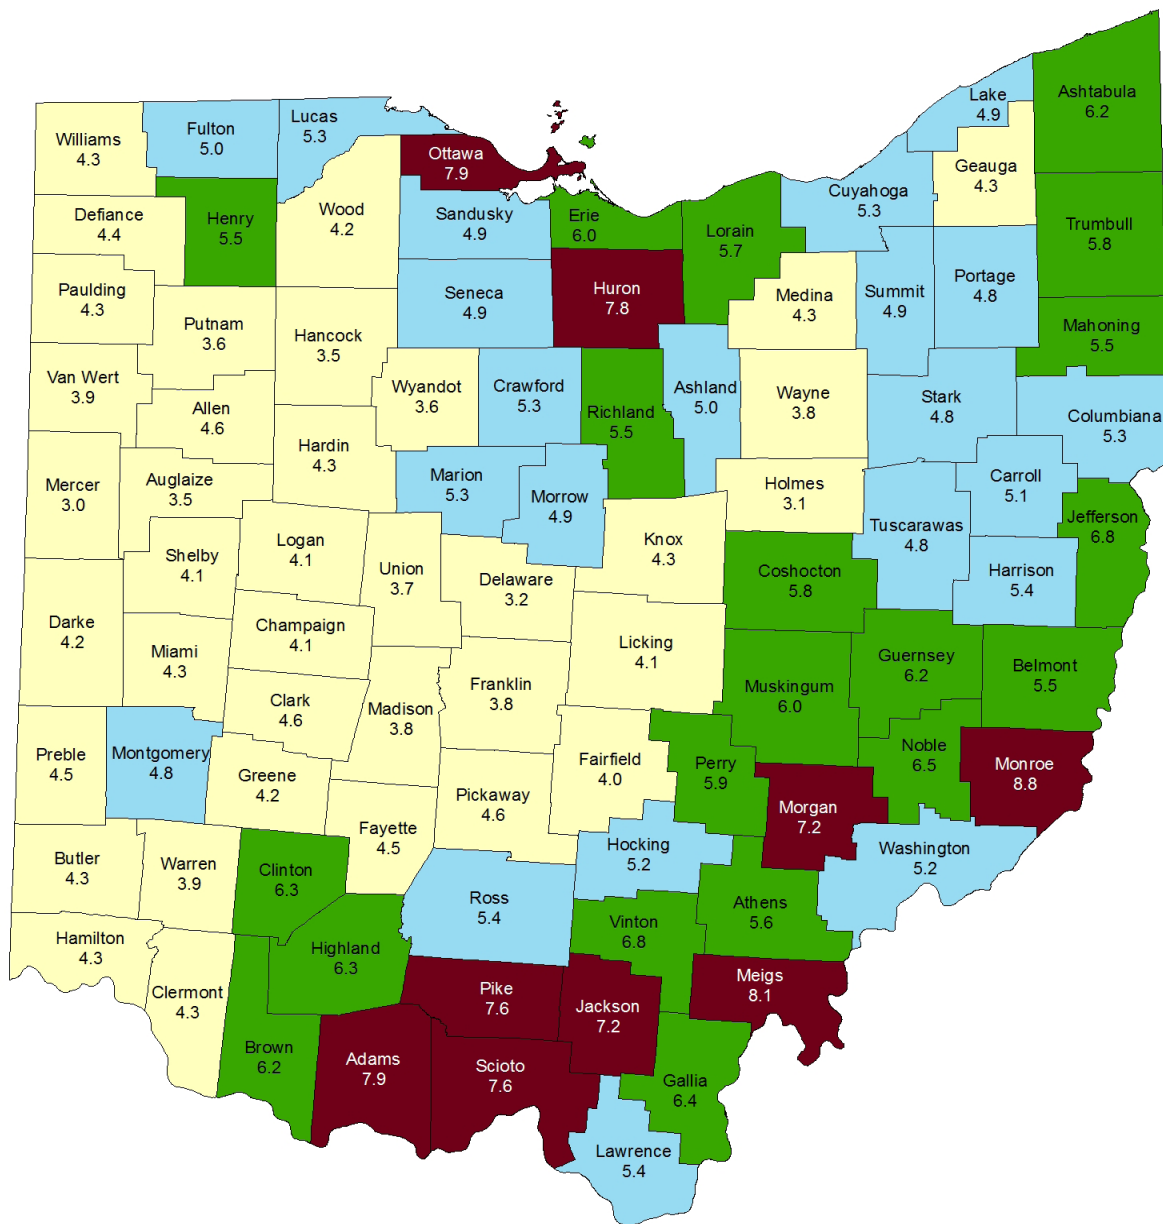 Ashtabula
6.2
Lake
4.9
Lucas
5.3
Fulton
5.0
Williams
4.3
Ottawa
7.9
Geauga
4.3
Cuyahoga
5.3
Defiance
4.4
Henry
5.5
Wood
4.2
Sandusky
4.9
Erie
6.0
Lorain
5.7
Trumbull
5.8
Paulding
4.3
Seneca
4.9
Huron
7.8
Medina
4.3
Summit
4.9
Portage
4.8
Putnam
3.6
Hancock
3.5
Mahoning
5.5
Van Wert
3.9
Allen
4.6
Wyandot
3.6
Crawford
5.3
Richland
5.5
Ashland
5.0
Wayne
3.8
Stark
4.8
Columbiana
5.3
Hardin
4.3
Mercer
3.0
Auglaize
3.5
Marion
5.3
Morrow
4.9
Holmes
3.1
Carroll
5.1
Tuscarawas
4.8
Jefferson
6.8
Shelby
4.1
Logan
4.1
Union
3.7
Delaware
3.2
Knox
4.3
Coshocton
5.8
Harrison
5.4
Darke
4.2
Miami
4.3
Champaign
4.1
Licking
4.1
Franklin
3.8
Guernsey
6.2
Belmont
5.5
Muskingum
6.0
Clark
4.6
Madison
3.8
Preble
4.5
Montgomery
4.8
Greene
4.2
Fairfield
4.0
Perry
5.9
Noble
6.5
Monroe
8.8
Pickaway
4.6
Morgan
7.2
Fayette
4.5
Hocking
5.2
Washington
5.2
Butler
4.3
Warren
3.9
Clinton
6.3
Ross
5.4
Athens
5.6
Vinton
6.8
Hamilton
4.3
Highland
6.3
Clermont
4.3
Pike
7.6
Jackson
7.2
Meigs
8.1
Brown
6.2
Adams
7.9
Scioto
7.6
Gallia
6.4
Lawrence
5.4